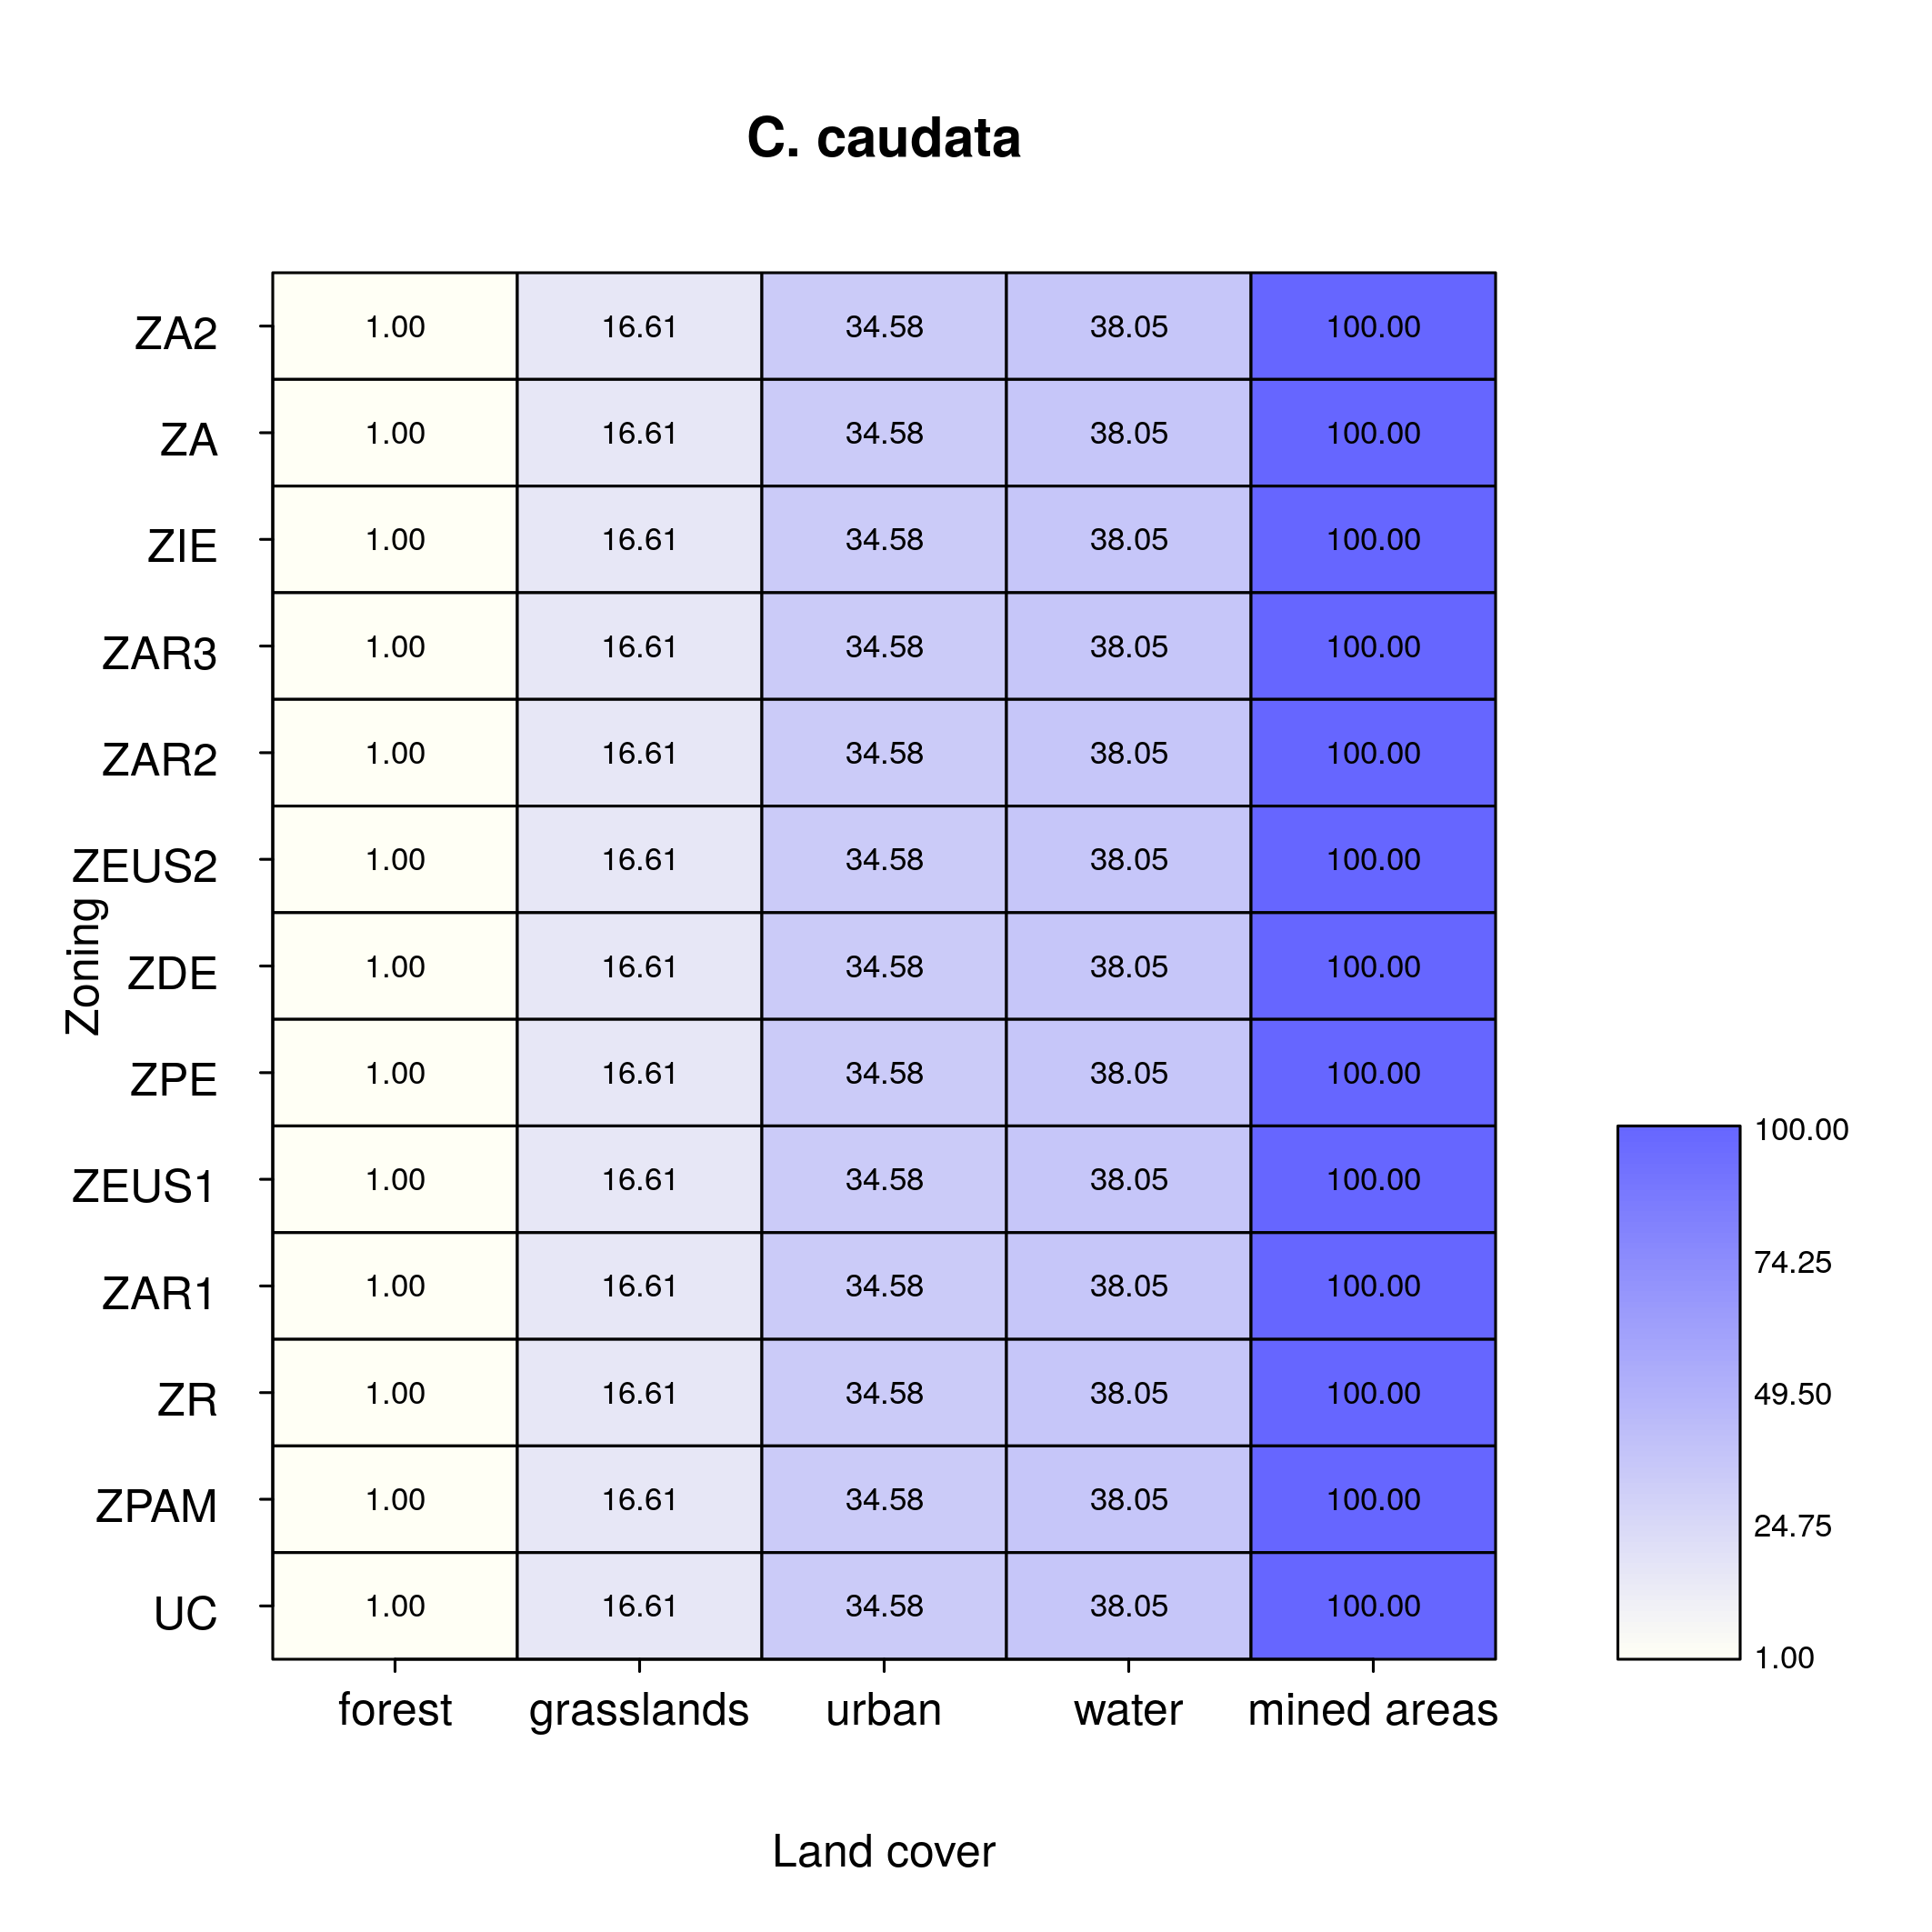 C. caudata
ZA2 1.00 16.61 34.58 38.05 100.00
ZA 1.00 16.61 34.58 38.05 100.00
ZIE 1.00 16.61 34.58 38.05 100.00
ZAR3 1.00 16.61 34.58 38.05 100.00
ZAR2 1.00 16.61 34.58 38.05 100.00
ZEUS2 1.00 16.61 34.58 38.05 100.00
Zoning
ZDE 1.00 16.61 34.58 38.05 100.00
ZPE 1.00 16.61 34.58 38.05 100.00
ZEUS1 1.00 16.61 34.58 38.05 100.00
ZAR1 1.00 16.61 34.58 38.05 100.00
ZR 1.00 16.61 34.58 38.05 100.00
ZPAM 1.00 16.61 34.58 38.05 100.00
UC 1.00 16.61 34.58 38.05 100.00
forest grasslands urban water mined areas
Land cover
100.00
74.25
49.50
24.75
1.00